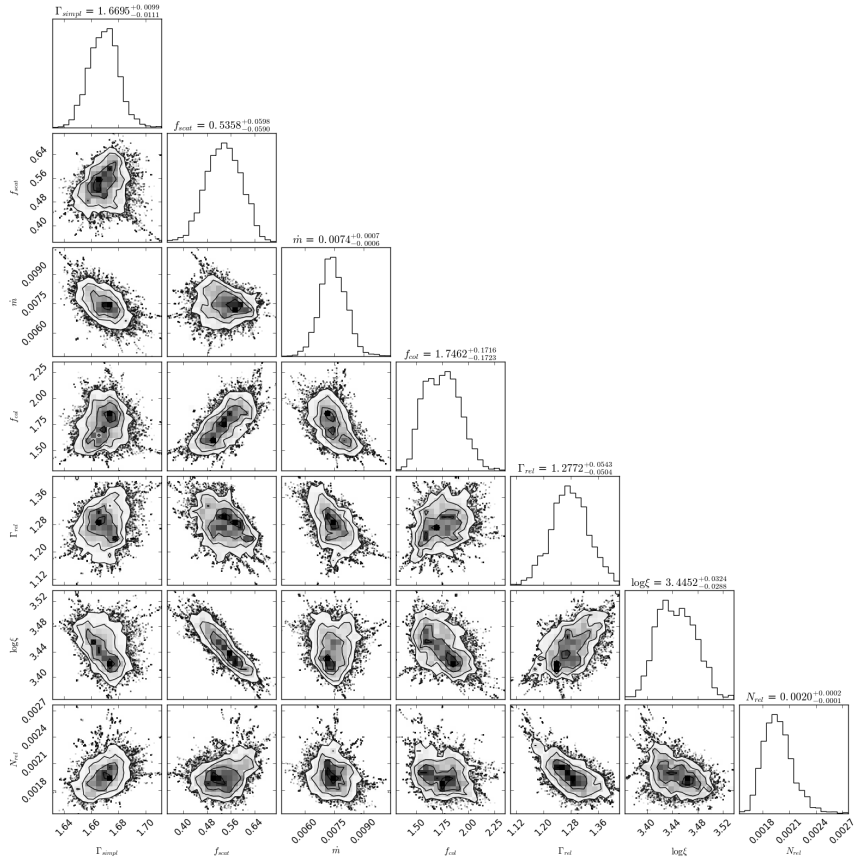 Γ_simpl = 1.6695 +0.0099 −0.0111
f_scat = 0.5358 +0.0598 −0.0590
0.64
0.56
0.48
0.40
f_scat
ṁ = 0.0074 +0.0007 −0.0006
0.0090
0.0075
0.0060
ṁ
f_col = 1.7462 +0.1716 −0.1723
2.25
2.00
1.75
1.50
f_col
Γ_rel = 1.2772 +0.0543 −0.0504
1.36
1.28
1.20
1.12
Γ_rel
logξ = 3.4452 +0.0324 −0.0288
3.52
3.48
3.44
3.40
logξ
N_rel = 0.0020 +0.0002 −0.0001
0.0027
0.0024
0.0021
0.0018
N_rel
1.64 1.66 1.68 1.70 0.40 0.48 0.56 0.64 0.0060 0.0075 0.0090 1.50 1.75 2.00 2.25 1.12 1.20 1.28 1.36 3.40 3.44 3.48 3.52 0.0018 0.0021 0.0024 0.0027
Γ_simpl f_scat ṁ f_col Γ_rel logξ N_rel